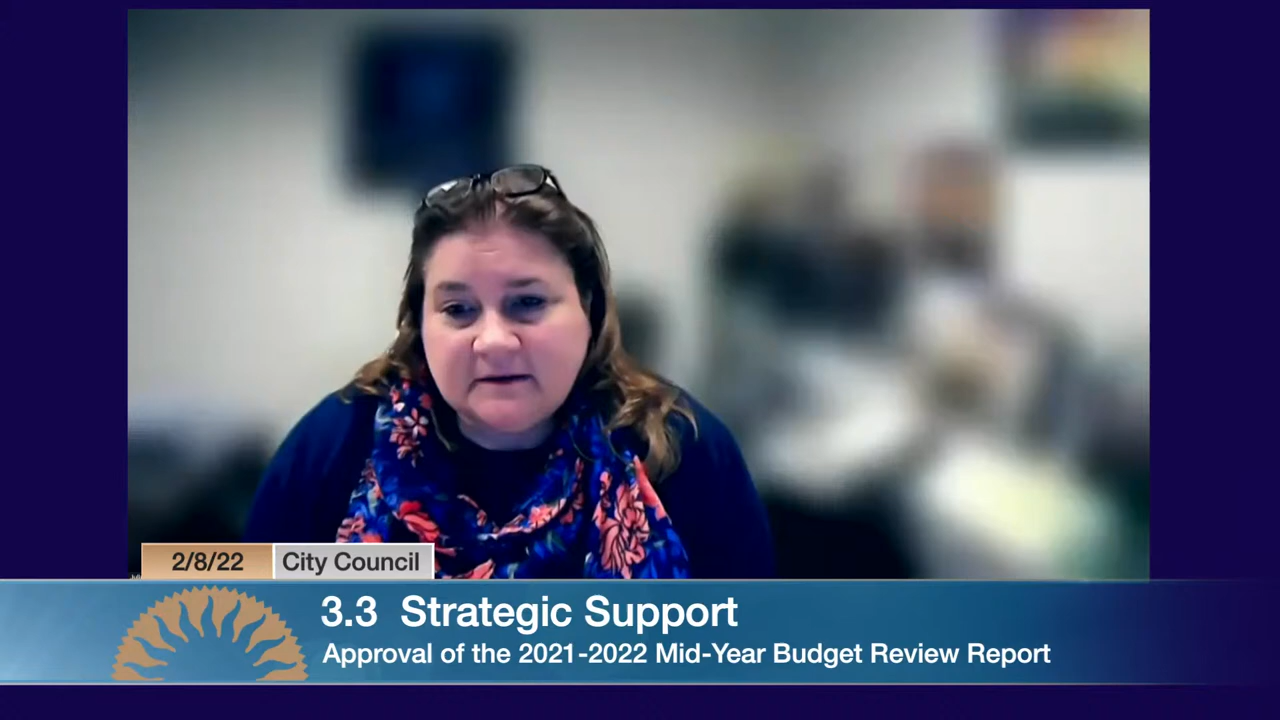 2/8/22 City Council
3.3 Strategic Support
Approval of the 2021-2022 Mid-Year Budget Review Report